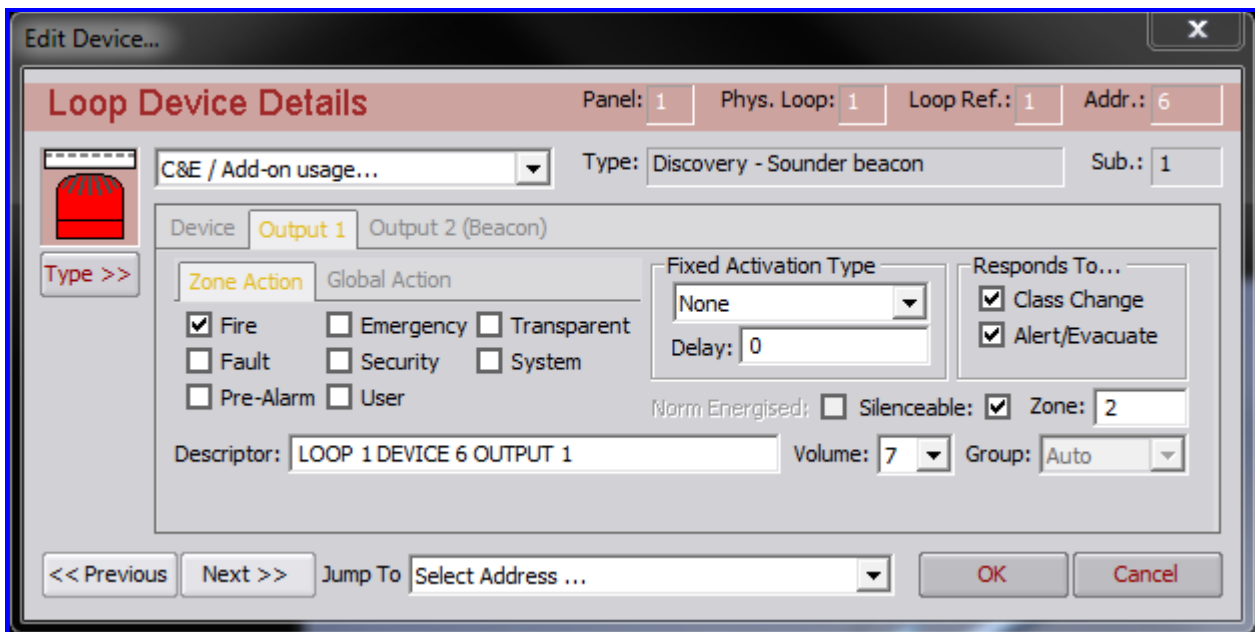 Edit Device...
x
Loop Device Details Panel: 1 Phys. Loop: 1 Loop Ref.: 1 Addr.: 6
C&E / Add-on usage... Type: Discovery - Sounder beacon Sub.: 1
Device Output 1 Output 2 (Beacon)
Type >>
Zone Action Global Action
Fire Emergency Transparent
Fault Security System
Pre-Alarm User
Fixed Activation Type
None
Delay: 0
Responds To...
Class Change
Alert/Evacuate
Norm Energised: Silenceable: Zone: 2
Descriptor: LOOP 1 DEVICE 6 OUTPUT 1 Volume: 7 Group: Auto
<< Previous Next >> Jump To Select Address ... OK Cancel